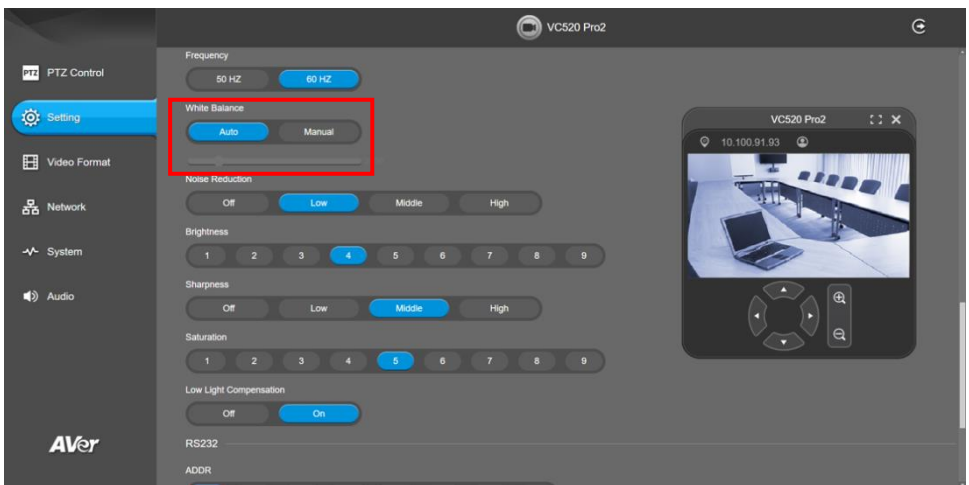 VC520 Pro2
PTZ PTZ Control
Setting
Video Format
Network
System
Audio
AVer
Frequency
50 HZ 60 HZ
White Balance
Auto Manual
Noise Reduction
Off Low Middle High
Brightness
1 2 3 4 5 6 7 8 9
Sharpness
Off Low Middle High
Saturation
1 2 3 4 5 6 7 8 9
Low Light Compensation
Off On
RS232
ADDR
VC520 Pro2
10.100.91.93